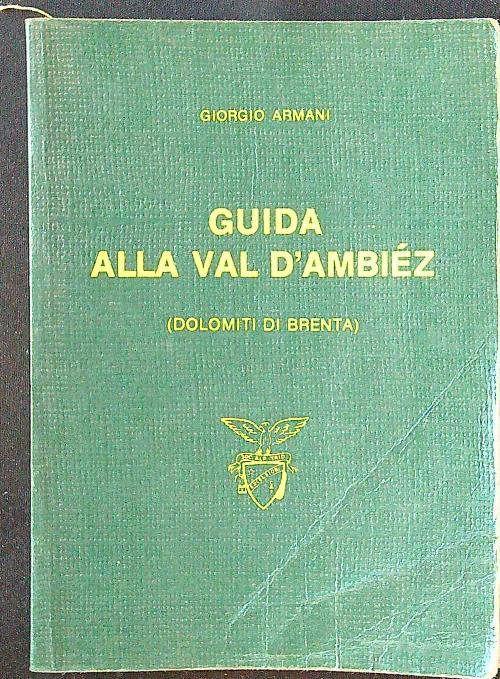 GIORGIO ARMANI
GUIDA
ALLA VAL D'AMBIÉZ
(DOLOMITI DI BRENTA)